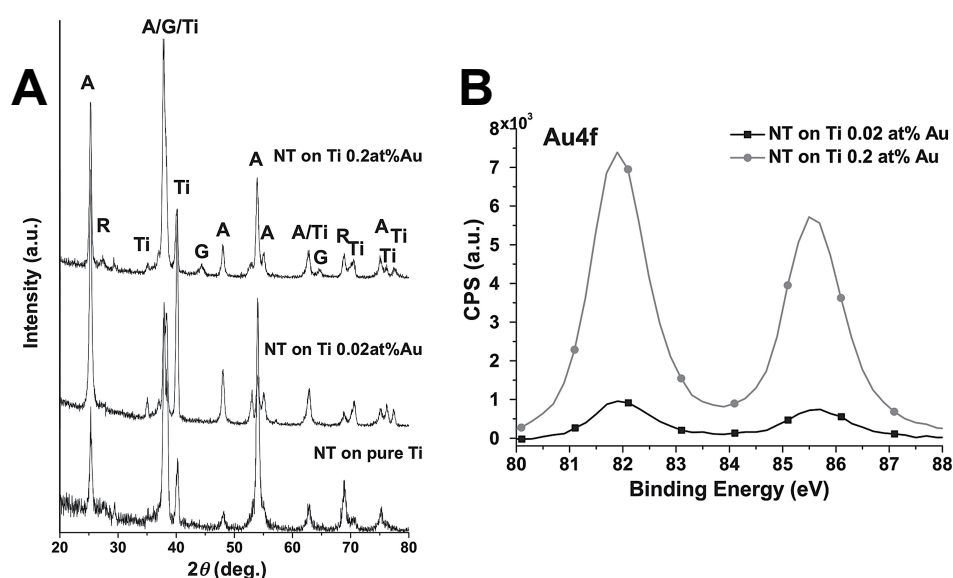 A
A/G/Ti
A
NT on Ti 0.2at%Au
A
Ti
R
Ti
G
A
A
A/Ti
G
R
Ti
A
Ti
Ti
NT on Ti 0.02at%Au
NT on pure Ti
Intensity (a.u.)
20 30 40 50 60 70 80
2θ (deg.)
B
8x10³
Au4f
NT on Ti 0.02 at% Au
NT on Ti 0.2 at% Au
7
6
5
4
3
2
1
0
CPS (a.u.)
80 81 82 83 84 85 86 87 88
Binding Energy (eV)